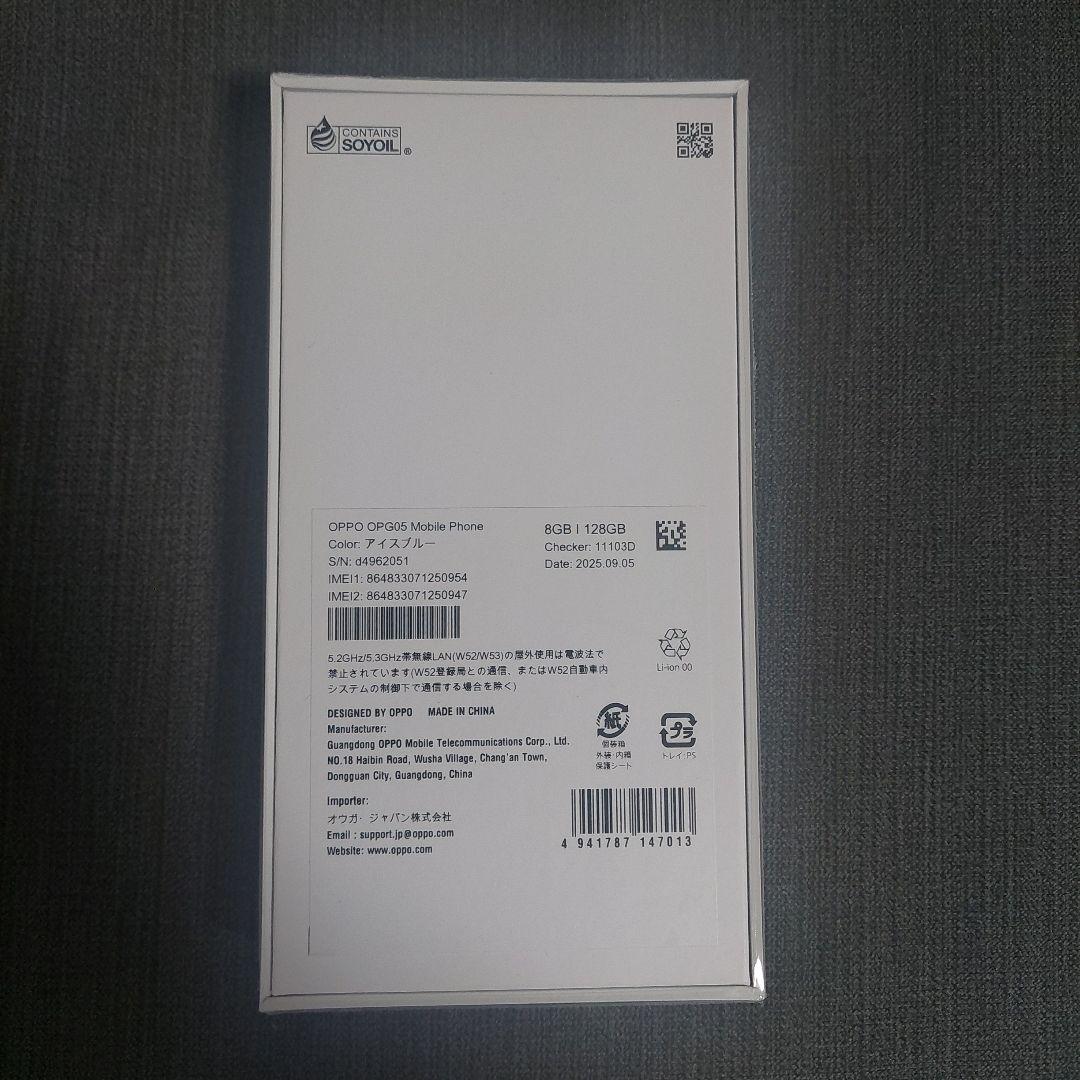 CONTAINS
SOYOIL ®
OPPO OPG05 Mobile Phone
Color: アイスブルー
S/N: d4962051
IMEI1: 864833071250954
IMEI2: 864833071250947
8GB | 128GB
Checker: 11103D
Date: 2025.09.05
5.2GHz/5.3GHz帯無線LAN(W52/W53)の屋外使用は電波法で
禁止されています(W52登録局との通信、またはW52自動車内
システムの制御下で通信する場合を除く)
Li-ion 00
DESIGNED BY OPPO MADE IN CHINA
Manufacturer:
Guangdong OPPO Mobile Telecommunications Corp., Ltd.
NO.18 Haibin Road, Wusha Village, Chang'an Town,
Dongguan City, Guangdong, China
紙
個装箱
外装・内箱
保護シート
プラ
トレイ:PS
Importer:
オウガ・ジャパン株式会社
Email : support.jp@oppo.com
Website: www.oppo.com
4 941787 147013